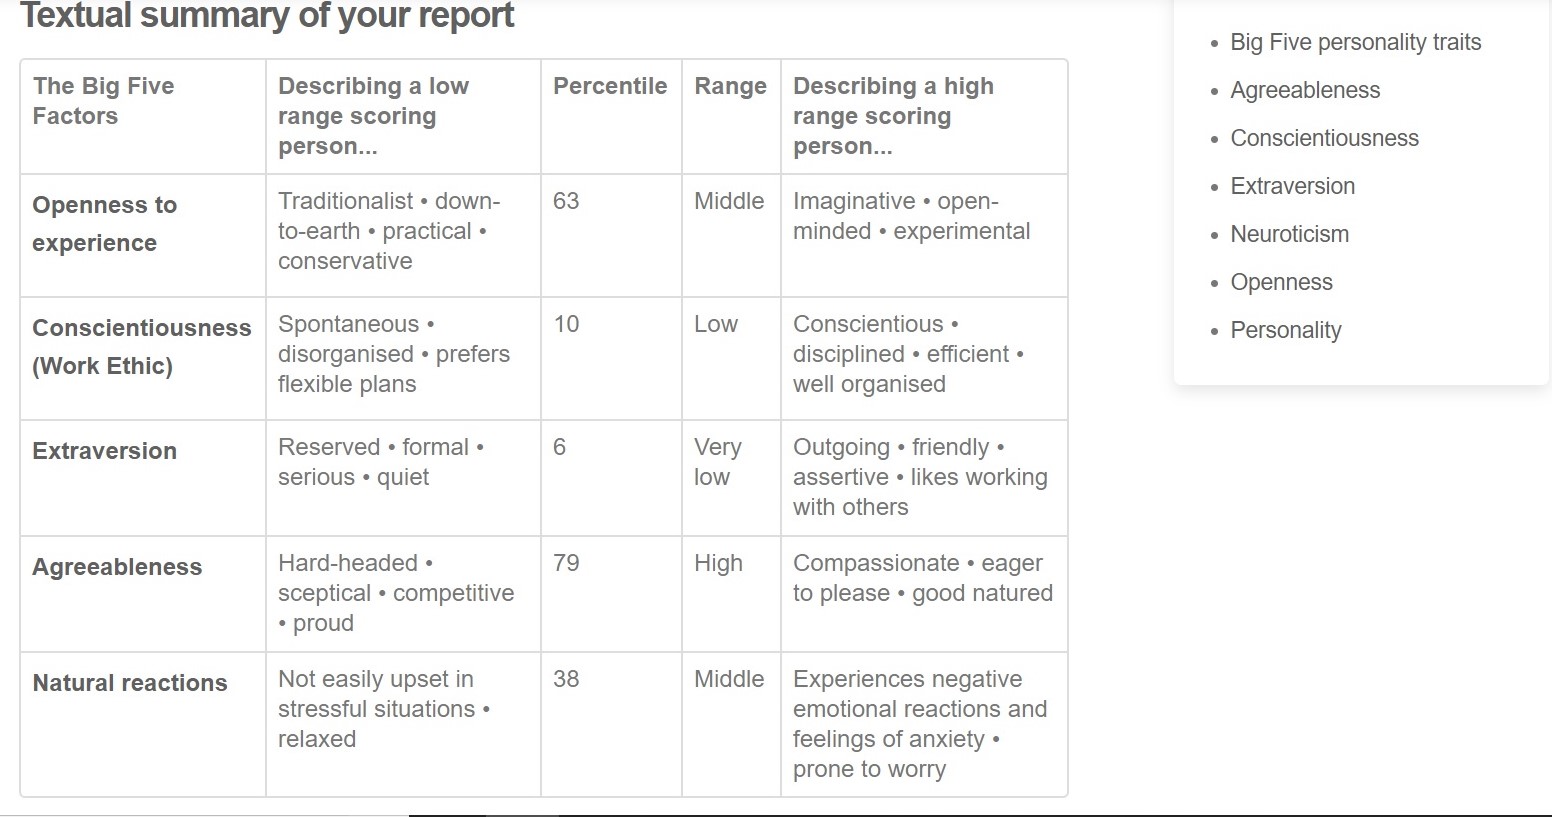 Textual summary of your report
The Big Five
Factors
Describing a low
range scoring
person...
Percentile
Range
Describing a high
range scoring
person...
Openness to
experience
Traditionalist • down-
to-earth • practical •
conservative
63
Middle
Imaginative • open-
minded • experimental
Conscientiousness
(Work Ethic)
Spontaneous •
disorganised • prefers
flexible plans
10
Low
Conscientious •
disciplined • efficient •
well organised
Extraversion
Reserved • formal •
serious • quiet
6
Very
low
Outgoing • friendly •
assertive • likes working
with others
Agreeableness
Hard-headed •
sceptical • competitive
• proud
79
High
Compassionate • eager
to please • good natured
Natural reactions
Not easily upset in
stressful situations •
relaxed
38
Middle
Experiences negative
emotional reactions and
feelings of anxiety •
prone to worry
• Big Five personality traits
• Agreeableness
• Conscientiousness
• Extraversion
• Neuroticism
• Openness
• Personality